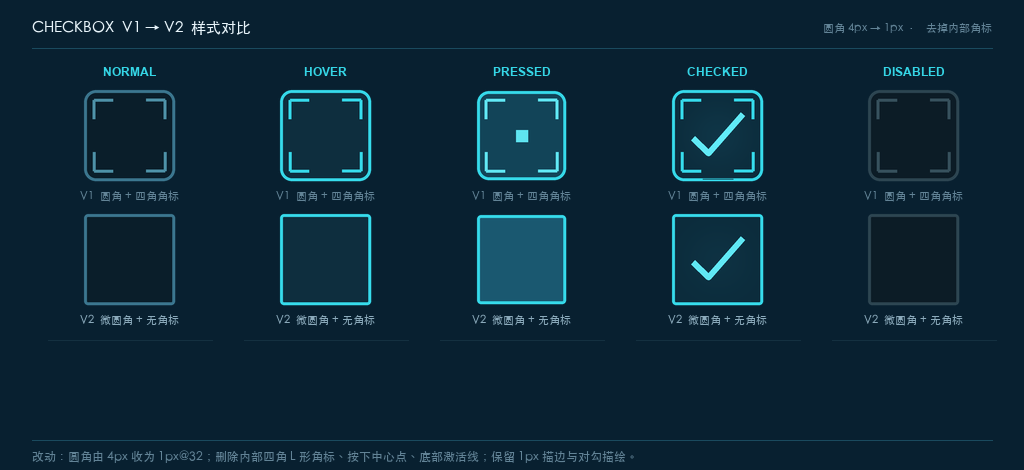 CHECKBOX V1 → V2 样式对比
圆角 4px → 1px · 去掉内部角标
NORMAL HOVER PRESSED CHECKED DISABLED
V1 圆角 + 四角角标 V1 圆角 + 四角角标 V1 圆角 + 四角角标 V1 圆角 + 四角角标 V1 圆角 + 四角角标
V2 微圆角 + 无角标 V2 微圆角 + 无角标 V2 微圆角 + 无角标 V2 微圆角 + 无角标 V2 微圆角 + 无角标
改动：圆角由 4px 收为 1px@32；删除内部四角 L 形角标、按下中心点、底部激活线；保留 1px 描边与对勾描绘。